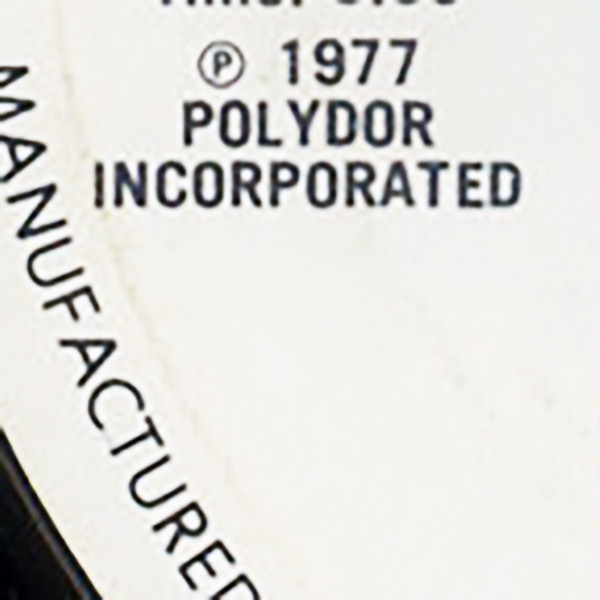 ℗ 1977
POLYDOR
INCORPORATED
MANUFACTURED